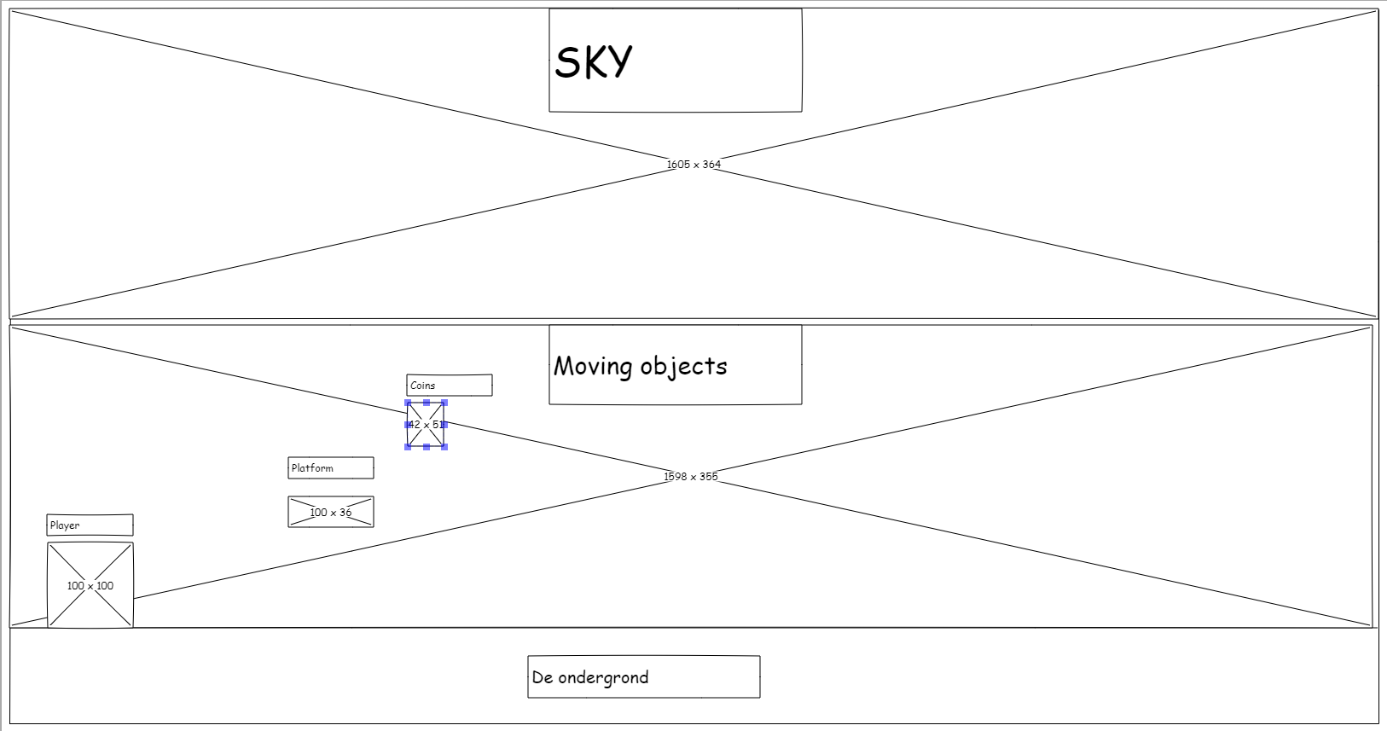 SKY
1605 x 364
Moving objects
Coins
42 x 51
Platform
1598 x 355
100 x 36
Player
100 x 100
De ondergrond